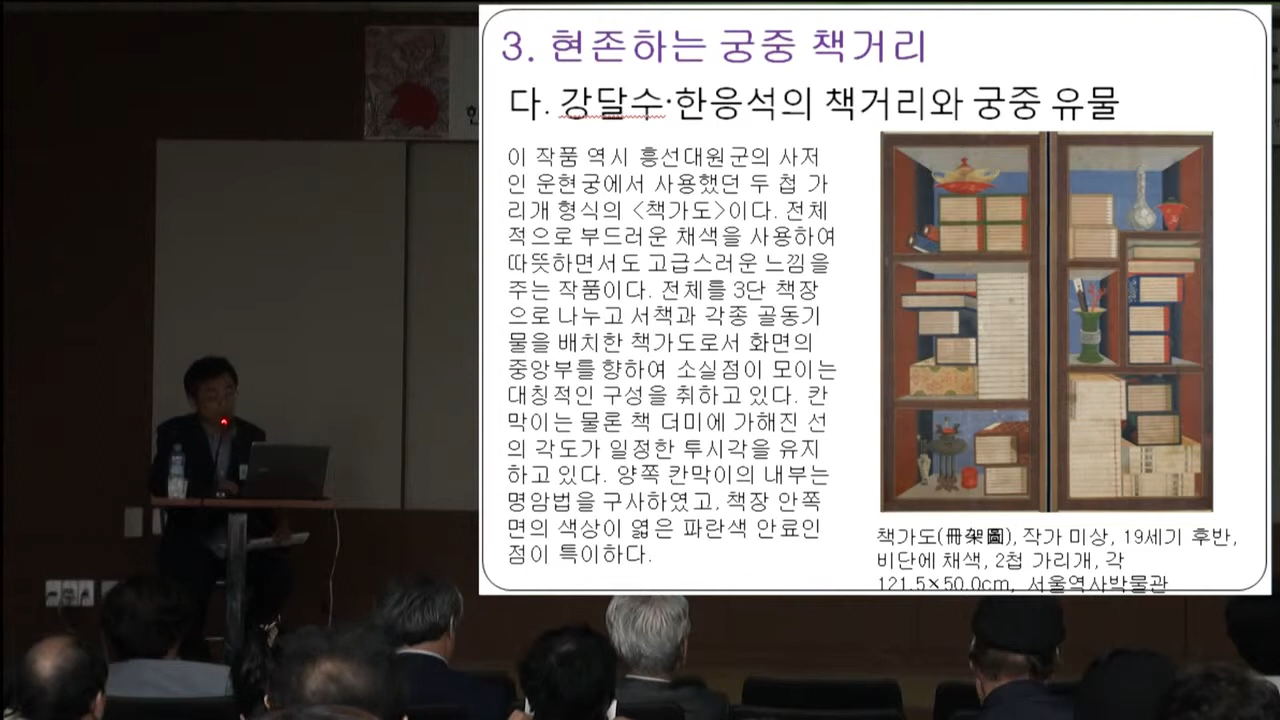 3. 현존하는 궁중 책거리
다. 강달수·한응석의 책거리와 궁중 유물
이 작품 역시 흥선대원군의 사저
인 운현궁에서 사용했던 두 첩 가
리개 형식의 <책가도>이다. 전체
적으로 부드러운 채색을 사용하여
따뜻하면서도 고급스러운 느낌을
주는 작품이다. 전체를 3단 책장
으로 나누고 서책과 각종 골동기
물을 배치한 책가도로서 화면의
중앙부를 향하여 소실점이 모이는
대칭적인 구성을 취하고 있다. 칸
막이는 물론 책 더미에 가해진 선
의 각도가 일정한 투시각을 유지
하고 있다. 양쪽 칸막이의 내부는
명암법을 구사하였고, 책장 안쪽
면의 색상이 엷은 파란색 안료인
점이 특이하다.
책가도(冊架圖), 작가 미상, 19세기 후반,
비단에 채색, 2첩 가리개, 각
121.5×50.0cm, 서울역사박물관